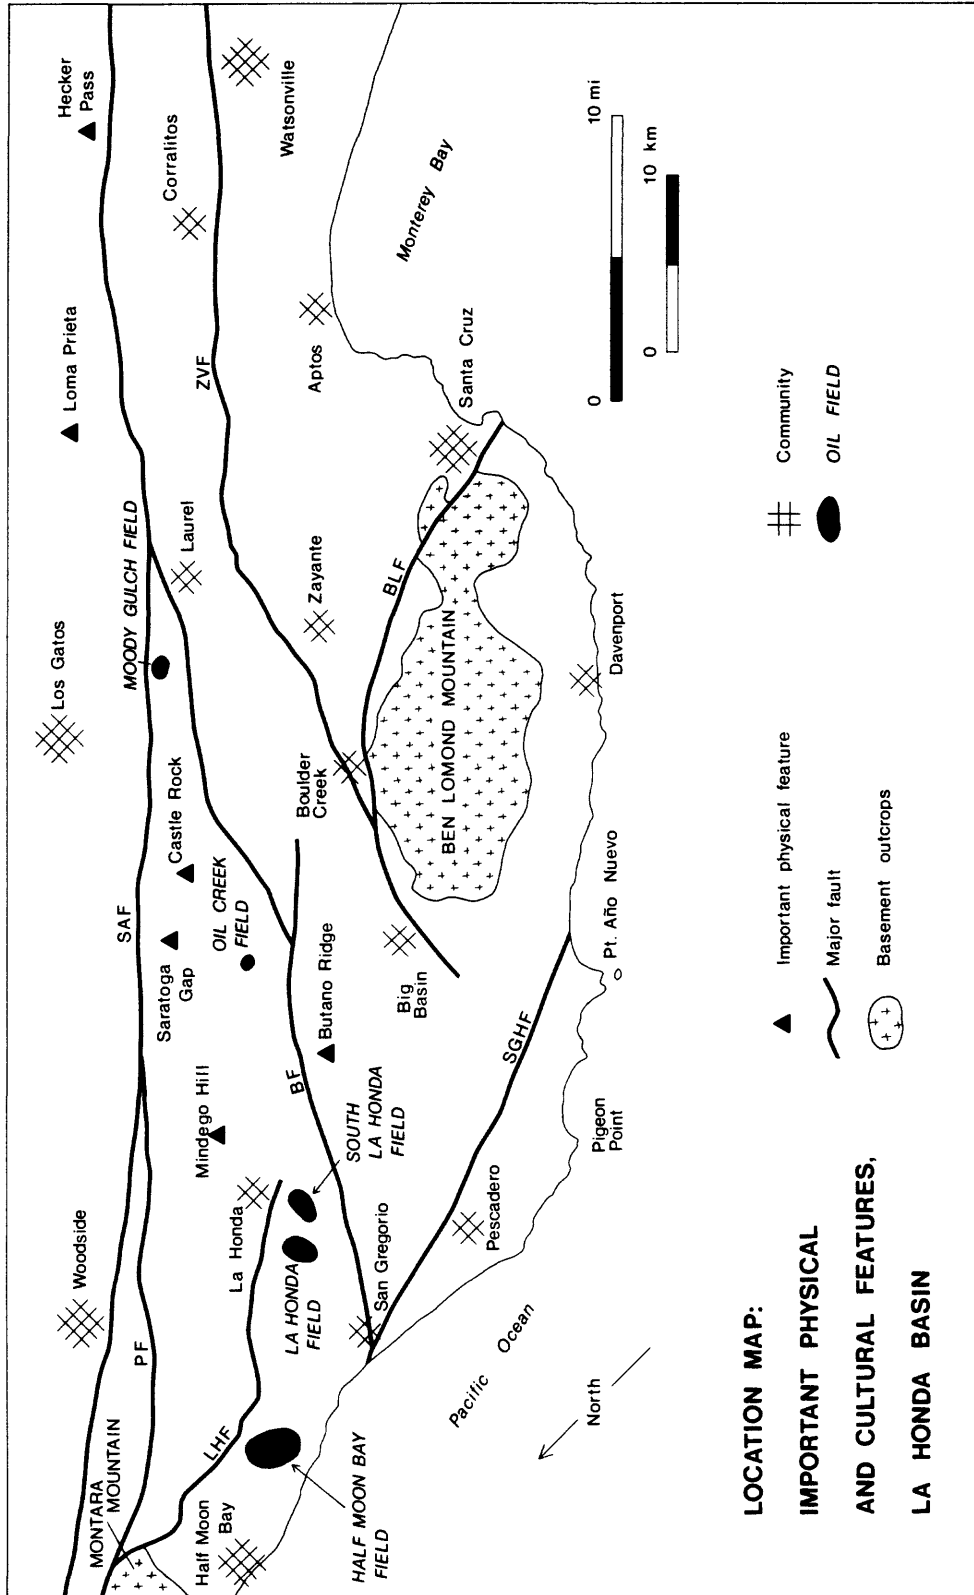 MONTARA
MOUNTAIN
Woodside
Los Gatos
Loma Prieta
Hecker
Pass
PF
SAF
Mindego Hill
Saratoga
Gap
Castle Rock
MOODY GULCH FIELD
Laurel
Corralitos
LHF
La Honda
OIL CREEK
FIELD
ZVF
Half Moon
Bay
LA HONDA
FIELD
BF
Butano Ridge
Boulder
Creek
Zayante
Aptos
Watsonville
HALF MOON BAY
FIELD
San Gregorio
SOUTH
LA HONDA
FIELD
Big
Basin
BLF
Santa Cruz
Monterey Bay
Pescadero
SGHF
BEN LOMOND MOUNTAIN
Pacific Ocean
Pigeon
Point
Pt. Año Nuevo
Davenport
North
0
10 mi
0
10 km
LOCATION MAP:
IMPORTANT PHYSICAL
AND CULTURAL FEATURES,
LA HONDA BASIN
Important physical feature
Major fault
Basement outcrops
Community
OIL FIELD